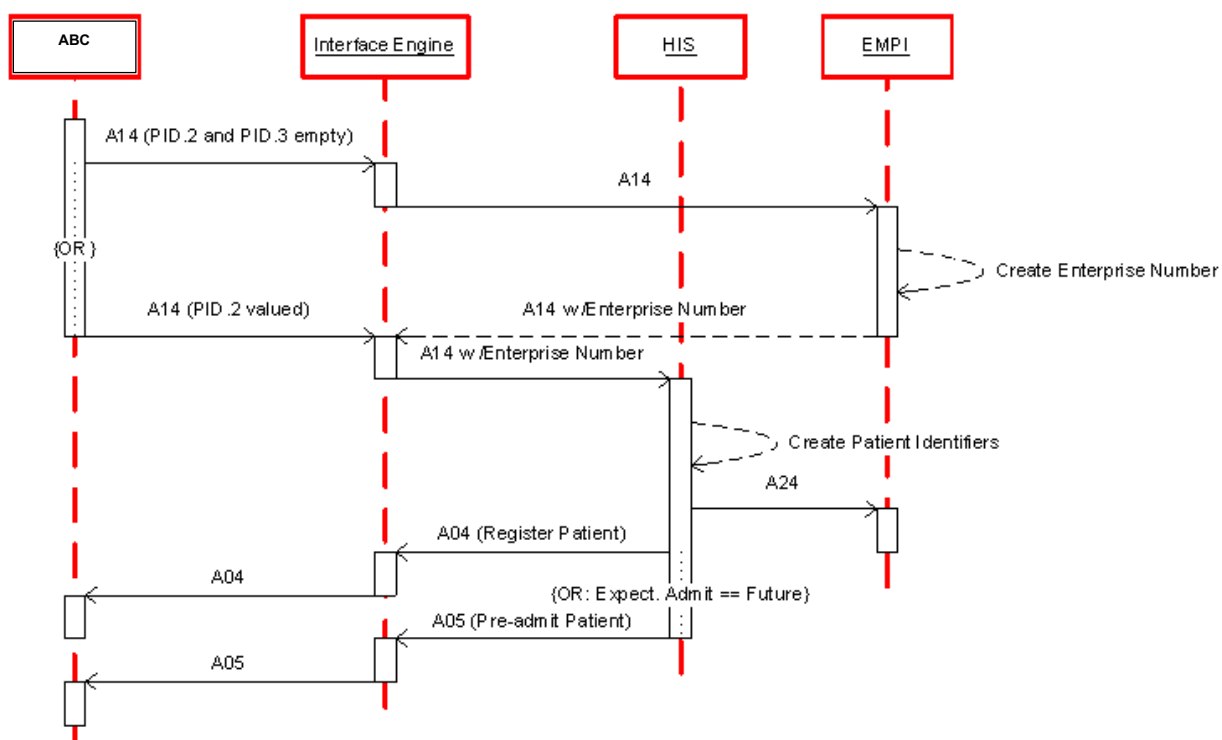 ABC
Interface Engine
HIS
EMPI
A14 (PID.2 and PID.3 empty)
A14
{OR }
Create Enterprise Number
A14 (PID.2 valued)
A14 w/Enterprise Number
A14 w/Enterprise Number
Create Patient Identifiers
A24
A04 (Register Patient)
A04
{OR: Expect. Admit == Future}
A05 (Pre-admit Patient)
A05